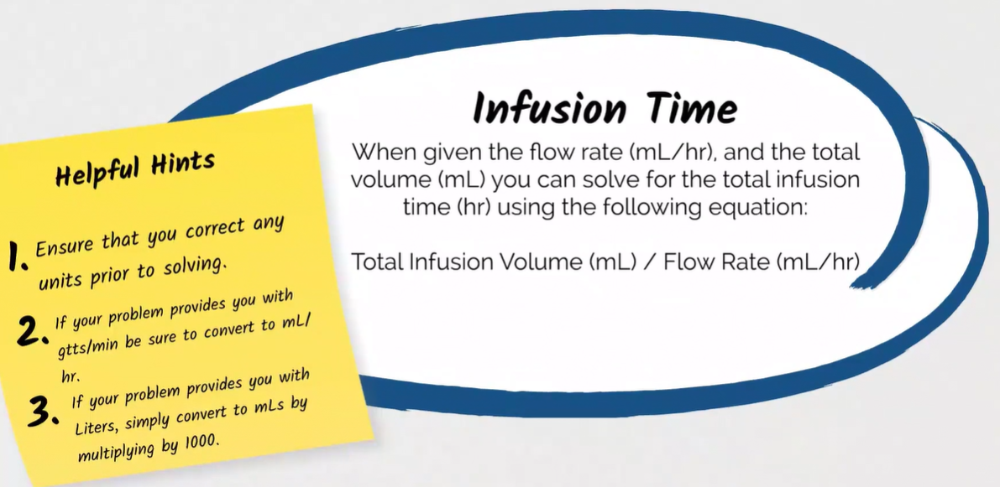 Infusion Time
When given the flow rate (mL/hr), and the total
volume (mL) you can solve for the total infusion
time (hr) using the following equation:
Total Infusion Volume (mL) / Flow Rate (mL/hr)
Helpful Hints
1. Ensure that you correct any
units prior to solving.
2. If your problem provides you with
gtts/min be sure to convert to mL/
hr.
3. If your problem provides you with
Liters, simply convert to mLs by
multiplying by 1000.